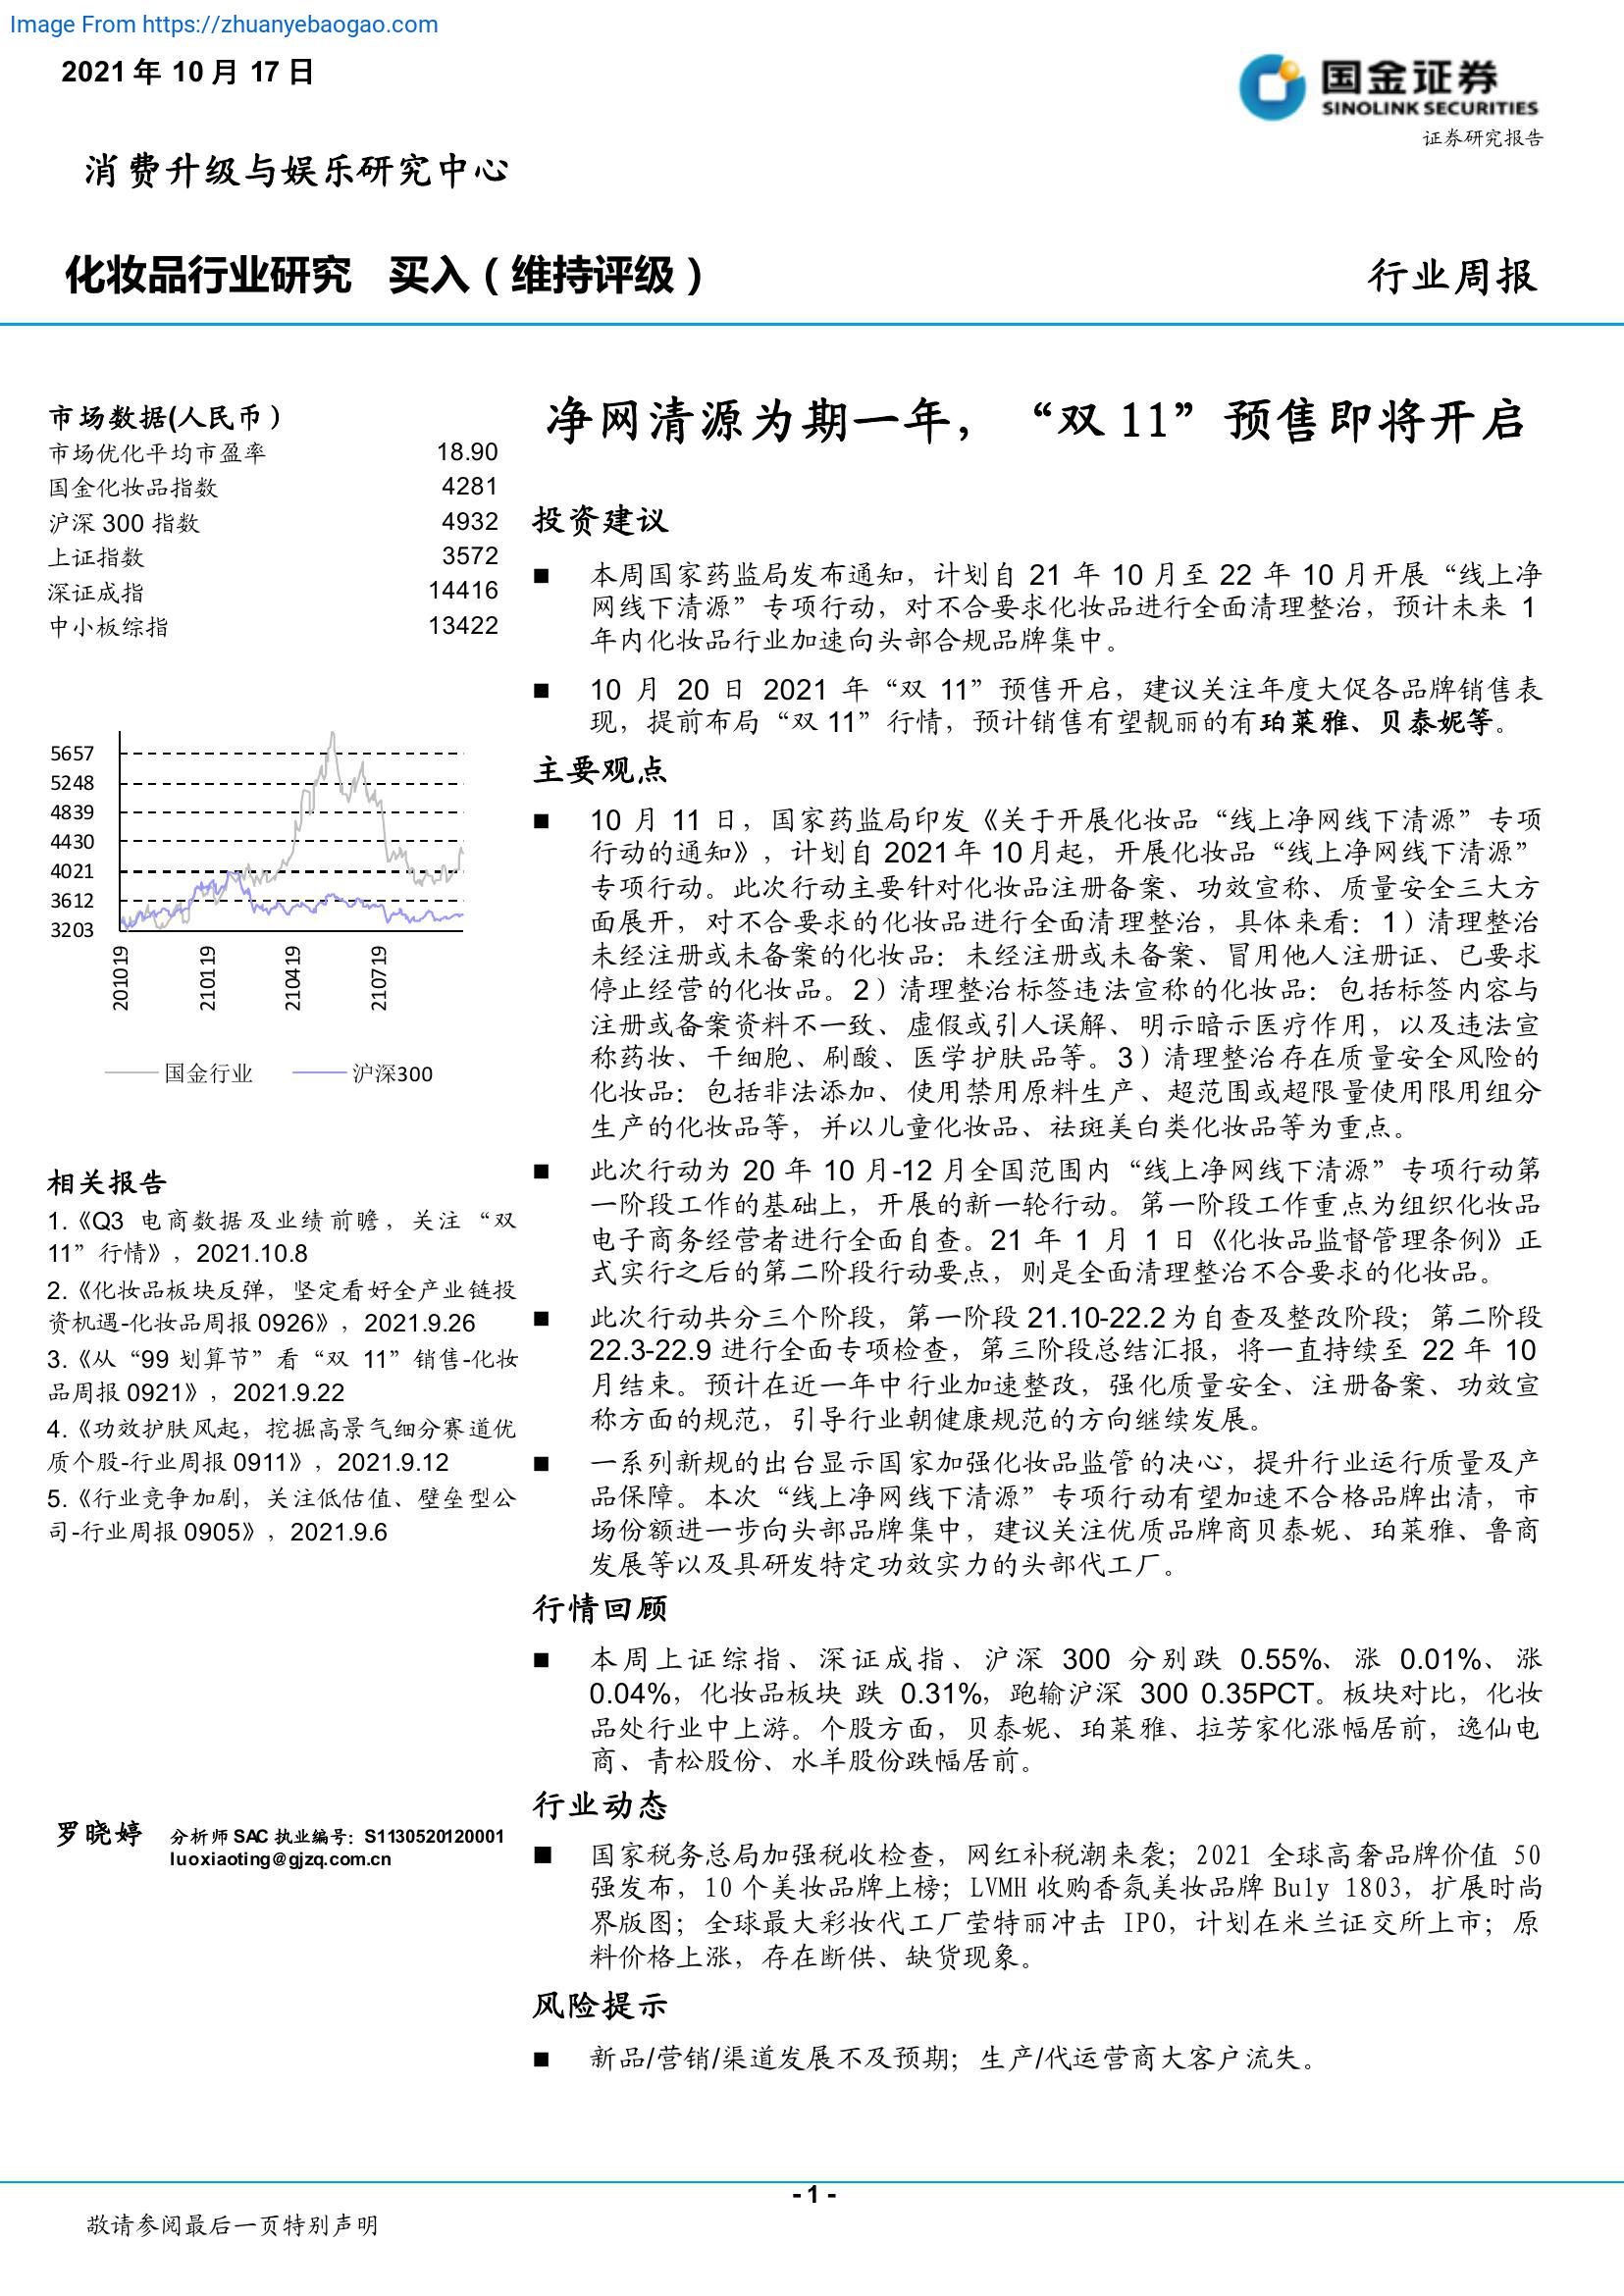 Image From https://zhuanyebaogao.com
2021 年 10 月 17 日
国金证券
SINOLINK SECURITIES
证券研究报告
消费升级与娱乐研究中心
化妆品行业研究 买入（维持评级）
行业周报
市场数据(人民币）
市场优化平均市盈率 18.90
国金化妆品指数 4281
沪深 300 指数 4932
上证指数 3572
深证成指 14416
中小板综指 13422
5657
5248
4839
4430
4021
3612
3203
201019
210119
210419
210719
国金行业 沪深300
相关报告
1.《Q3 电商数据及业绩前瞻，关注“双
11”行情》，2021.10.8
2.《化妆品板块反弹，坚定看好全产业链投
资机遇-化妆品周报 0926》，2021.9.26
3.《从“99 划算节”看“双 11”销售-化妆
品周报 0921》，2021.9.22
4.《功效护肤风起，挖掘高景气细分赛道优
质个股-行业周报 0911》，2021.9.12
5.《行业竞争加剧，关注低估值、壁垒型公
司-行业周报 0905》，2021.9.6
罗晓婷 分析师 SAC 执业编号：S1130520120001
luoxiaoting@gjzq.com.cn
净网清源为期一年，“双 11”预售即将开启
投资建议
■ 本周国家药监局发布通知，计划自 21 年 10 月至 22 年 10 月开展“线上净
网线下清源”专项行动，对不合要求化妆品进行全面清理整治，预计未来 1
年内化妆品行业加速向头部合规品牌集中。
■ 10 月 20 日 2021 年“双 11”预售开启，建议关注年度大促各品牌销售表
现，提前布局“双 11”行情，预计销售有望靓丽的有珀莱雅、贝泰妮等。
主要观点
■ 10 月 11 日，国家药监局印发《关于开展化妆品“线上净网线下清源”专项
行动的通知》，计划自 2021 年 10 月起，开展化妆品“线上净网线下清源”
专项行动。此次行动主要针对化妆品注册备案、功效宣称、质量安全三大方
面展开，对不合要求的化妆品进行全面清理整治，具体来看：1）清理整治
未经注册或未备案的化妆品：未经注册或未备案、冒用他人注册证、已要求
停止经营的化妆品。2）清理整治标签违法宣称的化妆品：包括标签内容与
注册或备案资料不一致、虚假或引人误解、明示暗示医疗作用，以及违法宣
称药妆、干细胞、刷酸、医学护肤品等。3）清理整治存在质量安全风险的
化妆品：包括非法添加、使用禁用原料生产、超范围或超限量使用限用组分
生产的化妆品等，并以儿童化妆品、祛斑美白类化妆品等为重点。
■ 此次行动为 20 年 10 月-12 月全国范围内“线上净网线下清源”专项行动第
一阶段工作的基础上，开展的新一轮行动。第一阶段工作重点为组织化妆品
电子商务经营者进行全面自查。21 年 1 月 1 日《化妆品监督管理条例》正
式实行之后的第二阶段行动要点，则是全面清理整治不合要求的化妆品。
■ 此次行动共分三个阶段，第一阶段 21.10-22.2 为自查及整改阶段；第二阶段
22.3-22.9 进行全面专项检查，第三阶段总结汇报，将一直持续至 22 年 10
月结束。预计在近一年中行业加速整改，强化质量安全、注册备案、功效宣
称方面的规范，引导行业朝健康规范的方向继续发展。
■ 一系列新规的出台显示国家加强化妆品监管的决心，提升行业运行质量及产
品保障。本次“线上净网线下清源”专项行动有望加速不合格品牌出清，市
场份额进一步向头部品牌集中，建议关注优质品牌商贝泰妮、珀莱雅、鲁商
发展等以及具研发特定功效实力的头部代工厂。
行情回顾
■ 本周上证综指、深证成指、沪深 300 分别跌 0.55%、涨 0.01%、涨
0.04%，化妆品板块 跌 0.31%，跑输沪深 300 0.35PCT。板块对比，化妆
品处行业中上游。个股方面，贝泰妮、珀莱雅、拉芳家化涨幅居前，逸仙电
商、青松股份、水羊股份跌幅居前。
行业动态
■ 国家税务总局加强税收检查，网红补税潮来袭；2021 全球高奢品牌价值 50
强发布，10 个美妆品牌上榜；LVMH 收购香氛美妆品牌 Buly 1803，扩展时尚
界版图；全球最大彩妆代工厂莹特丽冲击 IPO，计划在米兰证交所上市；原
料价格上涨，存在断供、缺货现象。
风险提示
■ 新品/营销/渠道发展不及预期；生产/代运营商大客户流失。
- 1 -
敬请参阅最后一页特别声明